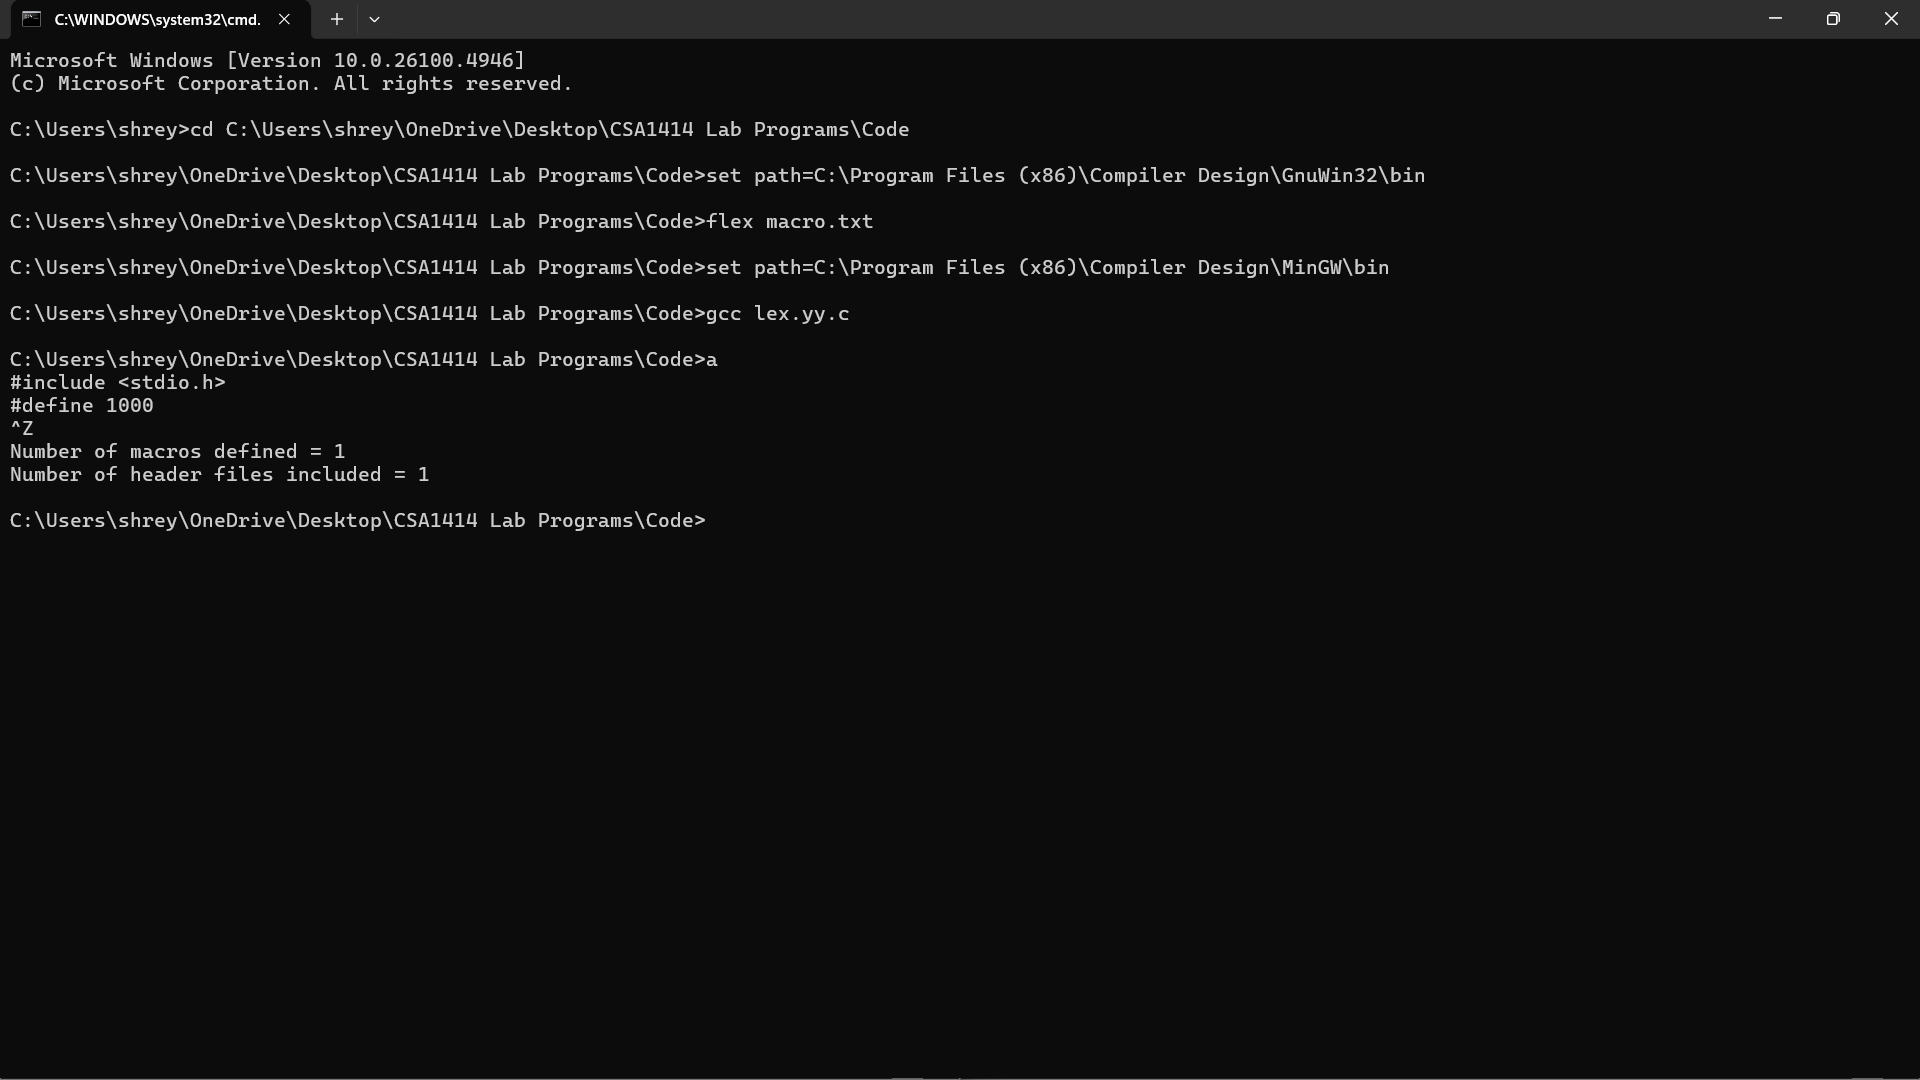 C:\WINDOWS\system32\cmd.
Microsoft Windows [Version 10.0.26100.4946]
(c) Microsoft Corporation. All rights reserved.
C:\Users\shrey>cd C:\Users\shrey\OneDrive\Desktop\CSA1414 Lab Programs\Code
C:\Users\shrey\OneDrive\Desktop\CSA1414 Lab Programs\Code>set path=C:\Program Files (x86)\Compiler Design\GnuWin32\bin
C:\Users\shrey\OneDrive\Desktop\CSA1414 Lab Programs\Code>flex macro.txt
C:\Users\shrey\OneDrive\Desktop\CSA1414 Lab Programs\Code>set path=C:\Program Files (x86)\Compiler Design\MinGW\bin
C:\Users\shrey\OneDrive\Desktop\CSA1414 Lab Programs\Code>gcc lex.yy.c
C:\Users\shrey\OneDrive\Desktop\CSA1414 Lab Programs\Code>a
#include <stdio.h>
#define 1000
^Z
Number of macros defined = 1
Number of header files included = 1
C:\Users\shrey\OneDrive\Desktop\CSA1414 Lab Programs\Code>